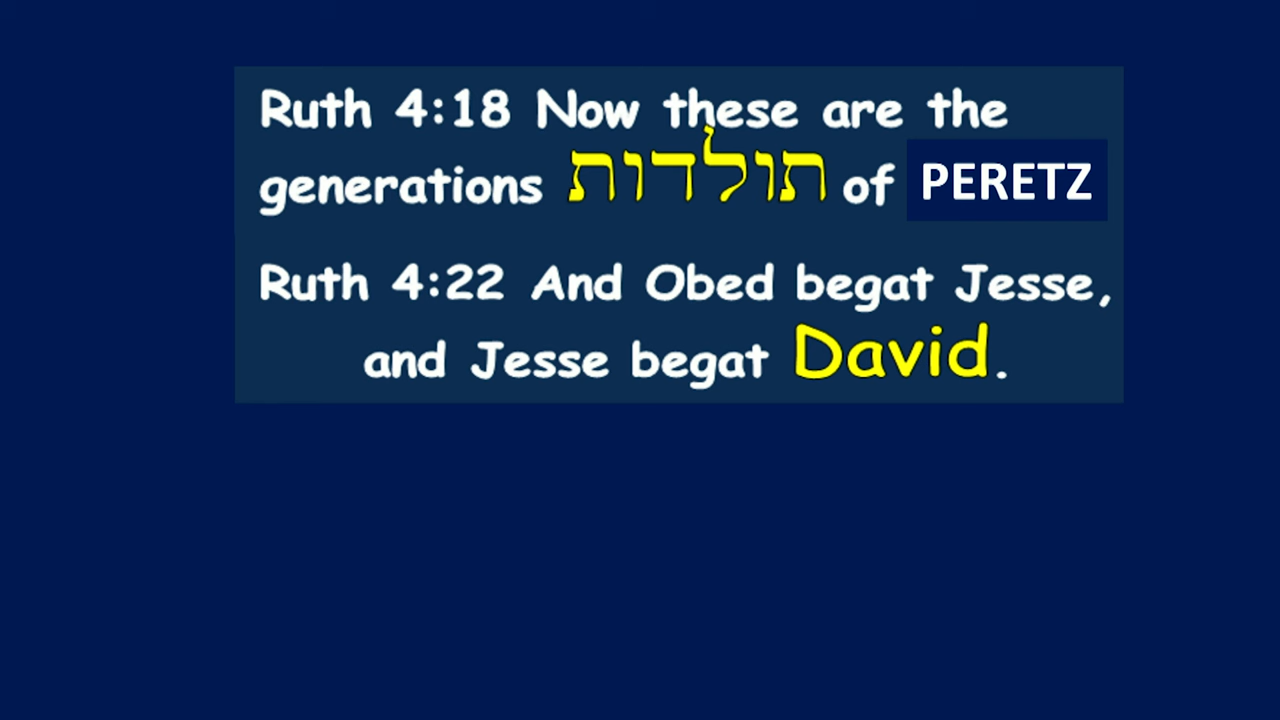 Ruth 4:18 Now these are the
generations תולדות of PERETZ
Ruth 4:22 And Obed begat Jesse,
and Jesse begat David.